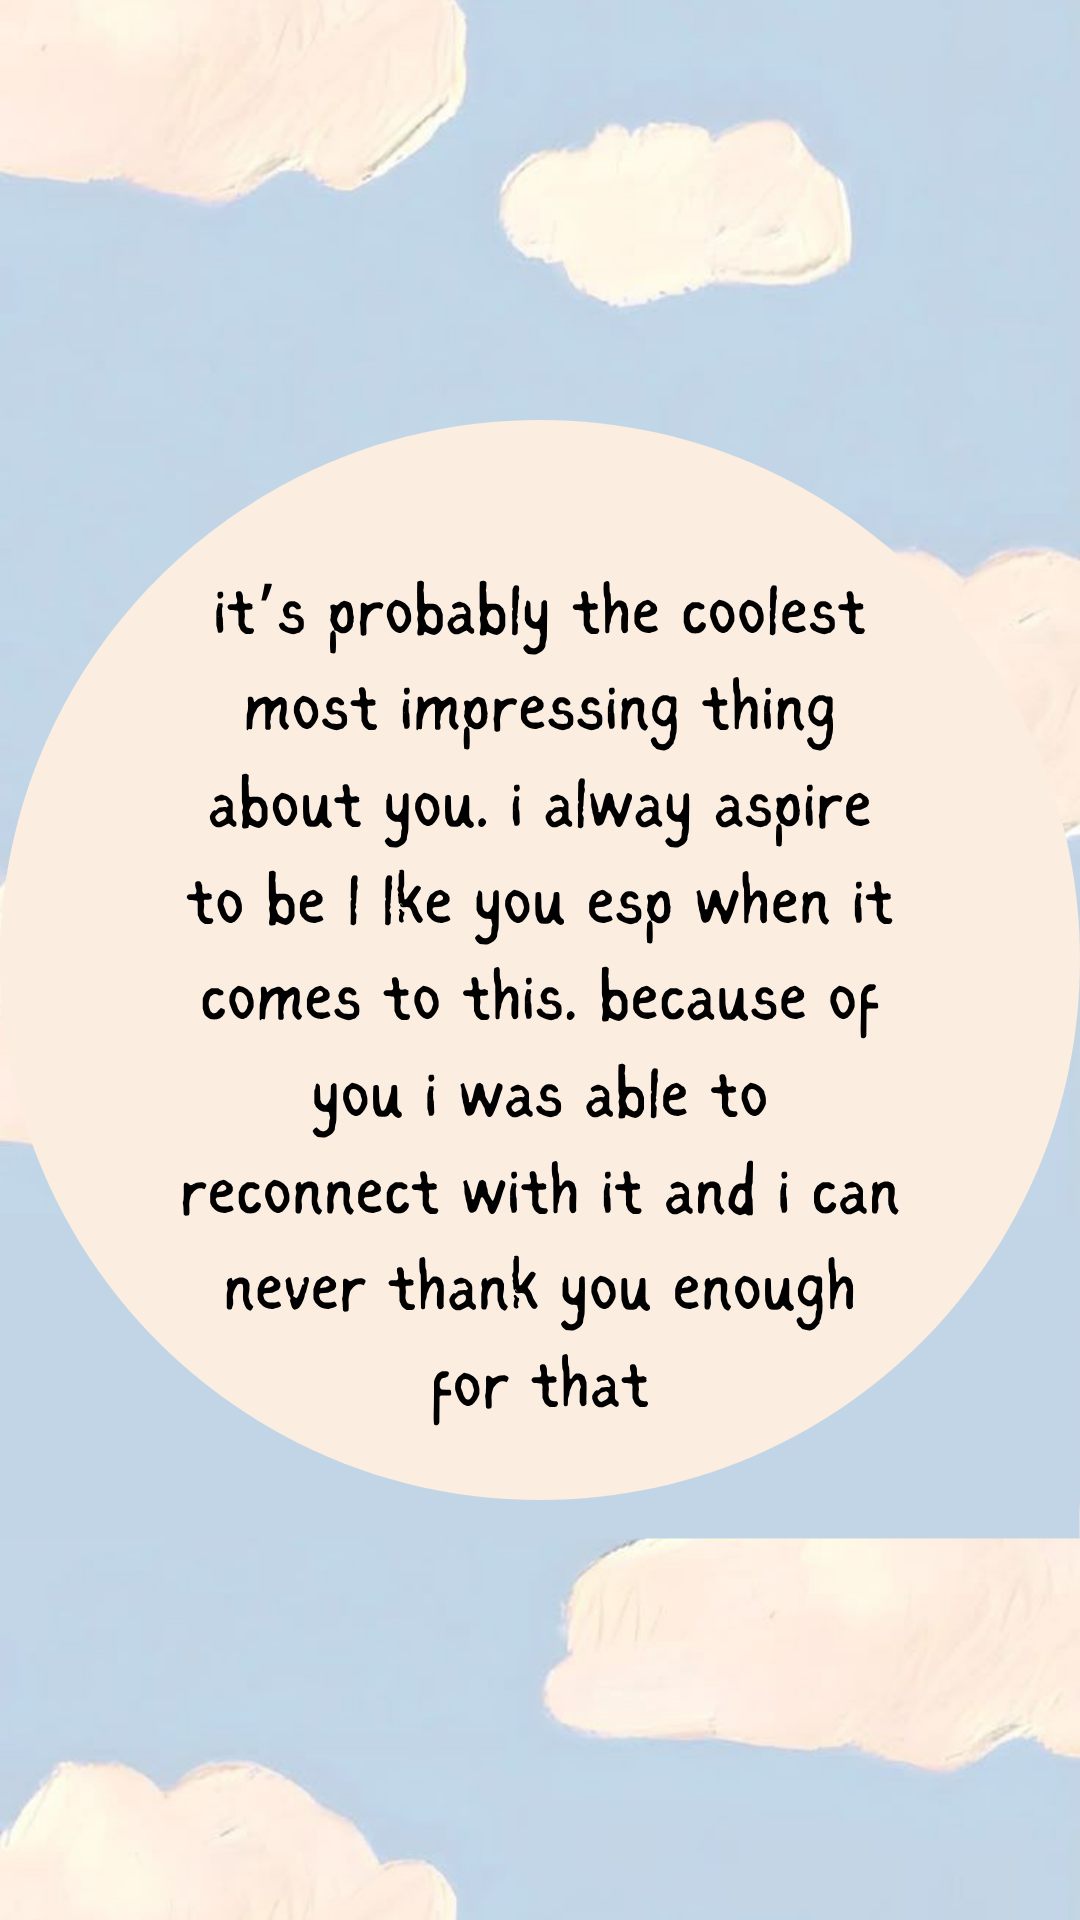 it's probably the coolest
most impressing thing
about you. i alway aspire
to be l lke you esp when it
comes to this. because of
you i was able to
reconnect with it and i can
never thank you enough
for that